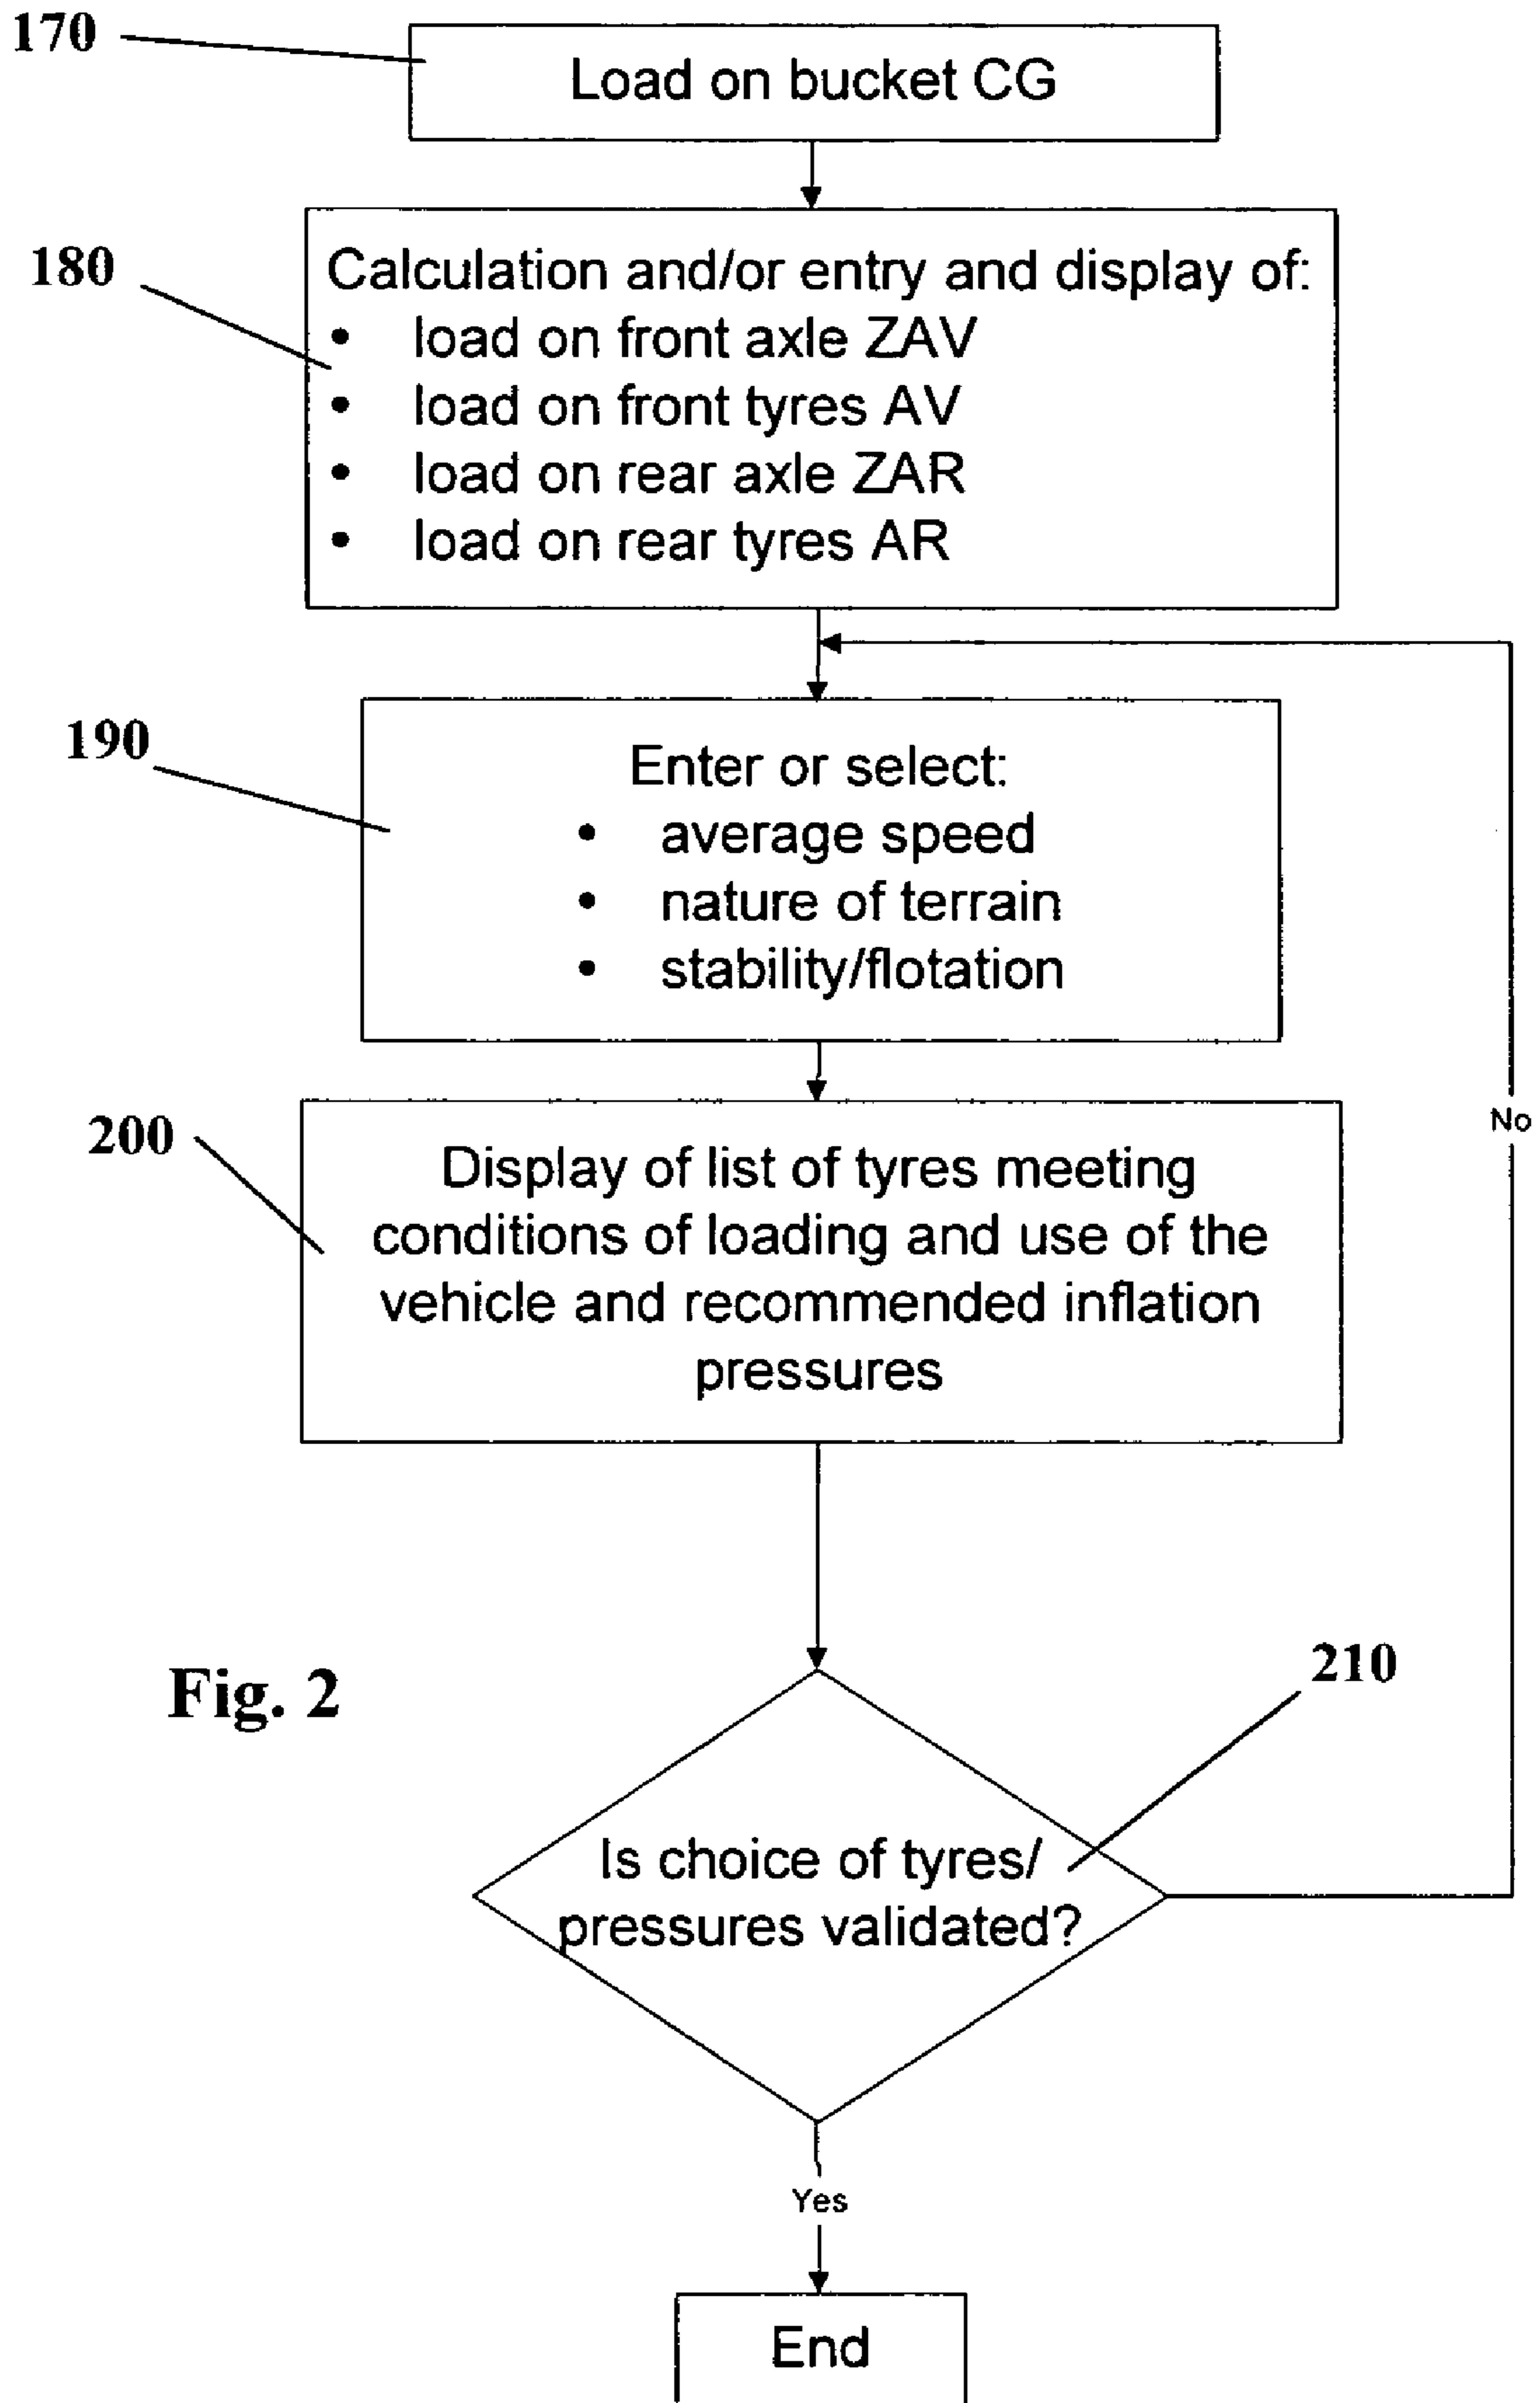 170
Load on bucket CG
180
Calculation and/or entry and display of:
• load on front axle ZAV
• load on front tyres AV
• load on rear axle ZAR
• load on rear tyres AR
190
Enter or select:
• average speed
• nature of terrain
• stability/flotation
No
200
Display of list of tyres meeting
conditions of loading and use of the
vehicle and recommended inflation
pressures
Fig. 2
210
Is choice of tyres/
pressures validated?
Yes
End